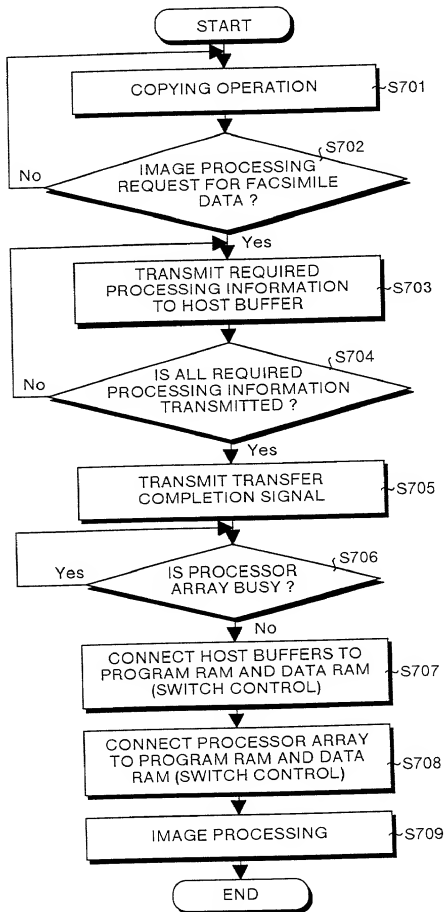 START
COPYING OPERATION
S701
S702
IMAGE PROCESSING
REQUEST FOR FACSIMILE
DATA ?
No
Yes
TRANSMIT REQUIRED
PROCESSING INFORMATION
TO HOST BUFFER
S703
S704
IS ALL REQUIRED
PROCESSING INFORMATION
TRANSMITTED ?
No
Yes
TRANSMIT TRANSFER
COMPLETION SIGNAL
S705
S706
IS PROCESSOR
ARRAY BUSY ?
Yes
No
CONNECT HOST BUFFERS TO
PROGRAM RAM AND DATA RAM
(SWITCH CONTROL)
S707
CONNECT PROCESSOR ARRAY
TO PROGRAM RAM AND DATA
RAM (SWITCH CONTROL)
S708
IMAGE PROCESSING
S709
END